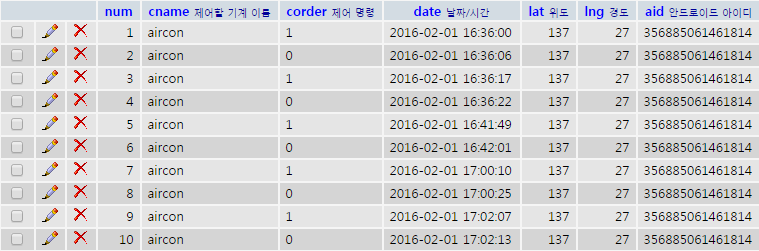 num cname 제어할 기계 이름 corder 제어 명령 date 날짜/시간 lat 위도 lng 경도 aid 안드로이드 아이디
1 aircon 1 2016-02-01 16:36:00 137 27 356885061461814
2 aircon 0 2016-02-01 16:36:06 137 27 356885061461814
3 aircon 1 2016-02-01 16:36:17 137 27 356885061461814
4 aircon 0 2016-02-01 16:36:22 137 27 356885061461814
5 aircon 1 2016-02-01 16:41:49 137 27 356885061461814
6 aircon 0 2016-02-01 16:42:01 137 27 356885061461814
7 aircon 1 2016-02-01 17:00:10 137 27 356885061461814
8 aircon 0 2016-02-01 17:00:25 137 27 356885061461814
9 aircon 1 2016-02-01 17:02:07 137 27 356885061461814
10 aircon 0 2016-02-01 17:02:13 137 27 356885061461814